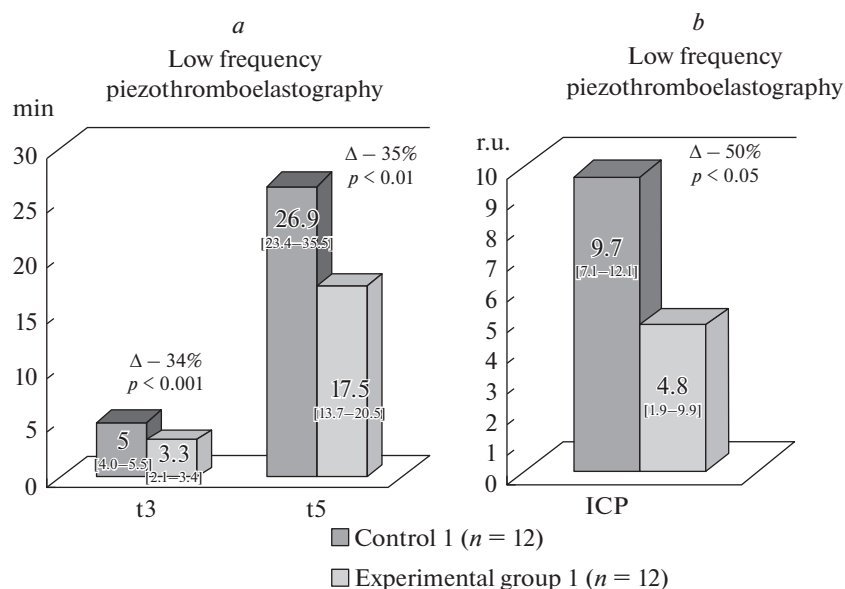 a
Low frequency
piezothromboelastography
min
30
25
20
15
10
5
0
Δ – 34%
p < 0.001
Δ – 35%
p < 0.01
5
[4.0–5.5]
3.3
[2.1–3.4]
26.9
[23.4–35.5]
17.5
[13.7–20.5]
t3
t5
b
Low frequency
piezothromboelastography
r.u.
10
9
8
7
6
5
4
3
2
1
0
Δ – 50%
p < 0.05
9.7
[7.1–12.1]
4.8
[1.9–9.9]
ICP
Control 1 (n = 12)
Experimental group 1 (n = 12)